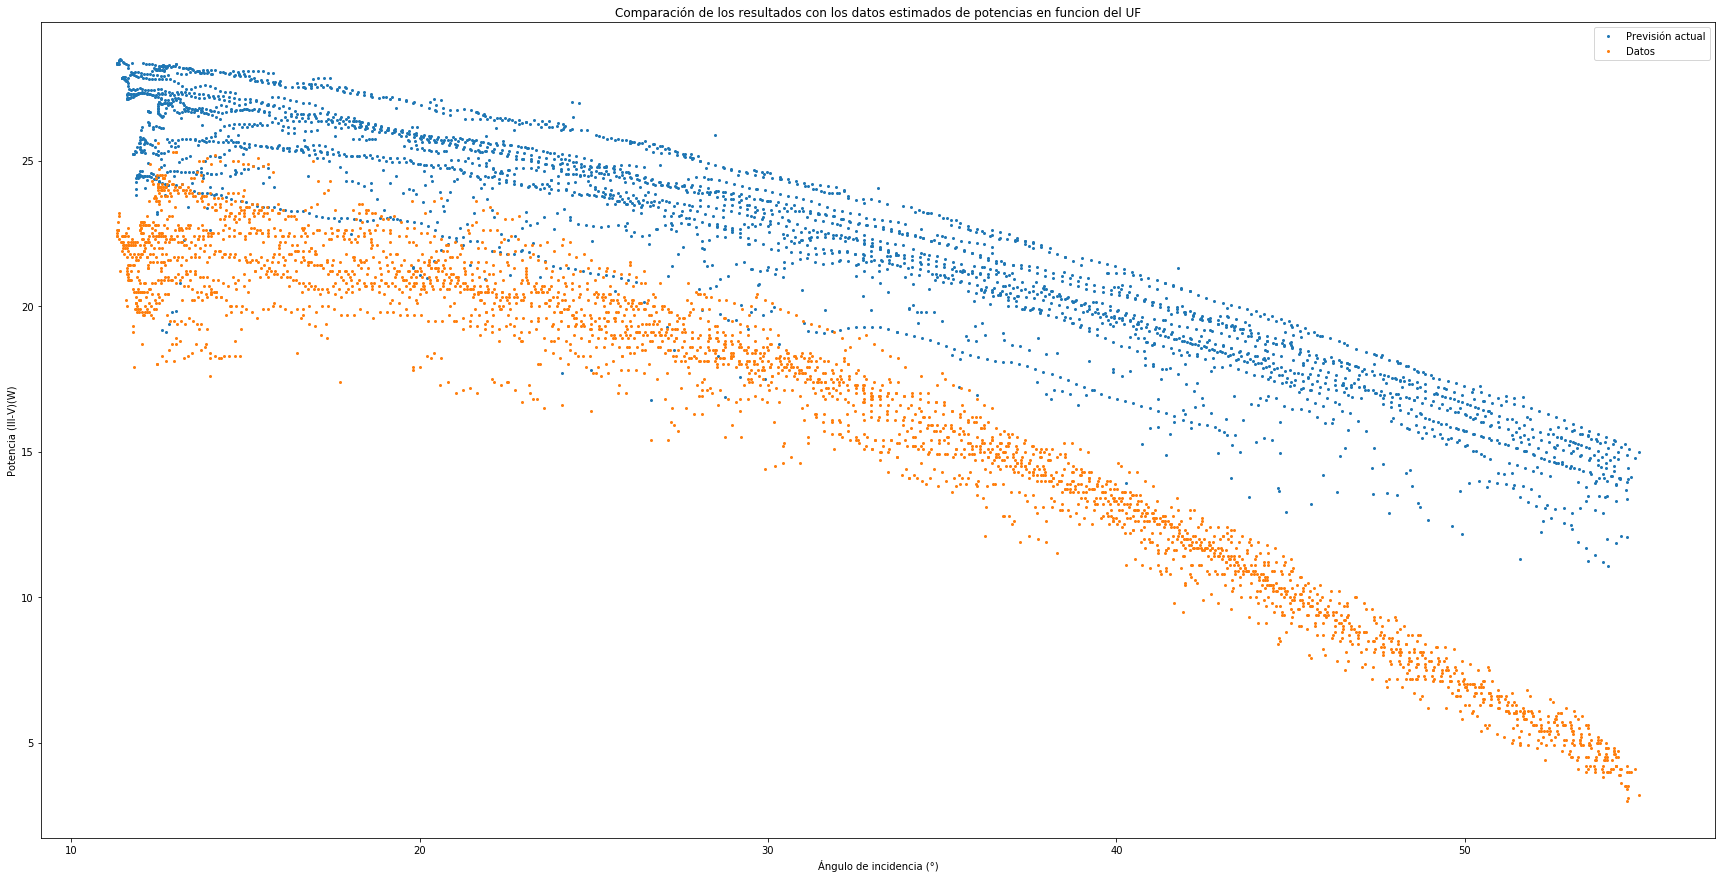 Comparación de los resultados con los datos estimados de potencias en funcion del UF
Previsión actual
Datos
Potencia (III-V)(W)
25
20
15
10
5
10
20
30
40
50
Ángulo de incidencia (°)